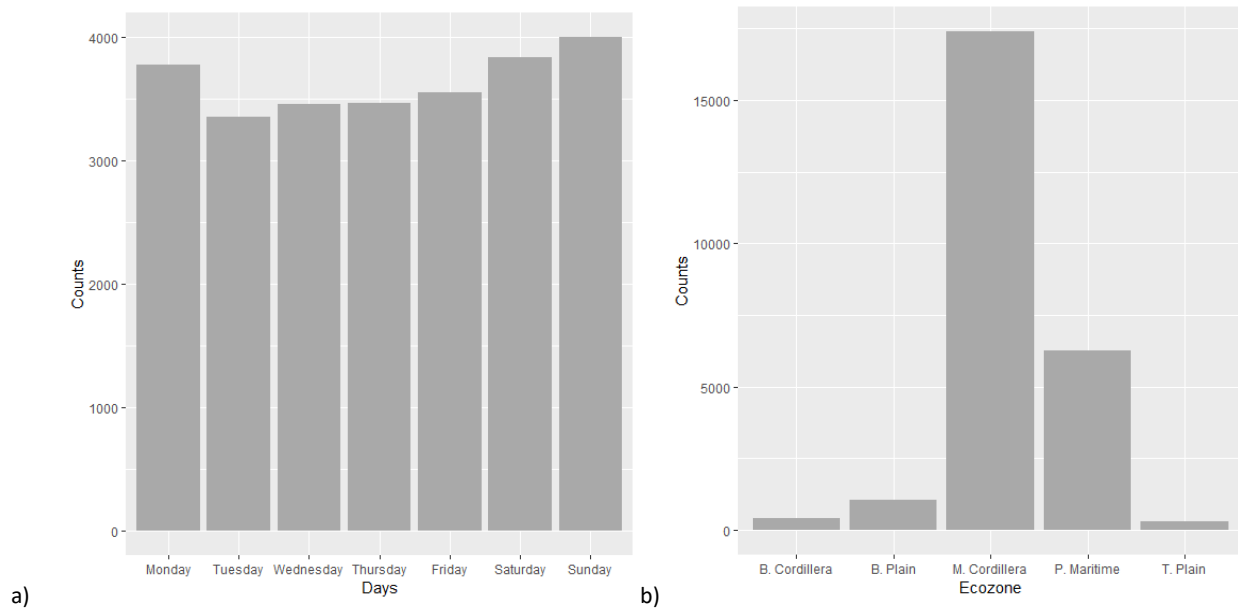 a)
Counts
4000
3000
2000
1000
0
Monday Tuesday Wednesday Thursday Friday Saturday Sunday
Days
b)
Counts
15000
10000
5000
0
B. Cordillera B. Plain M. Cordillera P. Maritime T. Plain
Ecozone